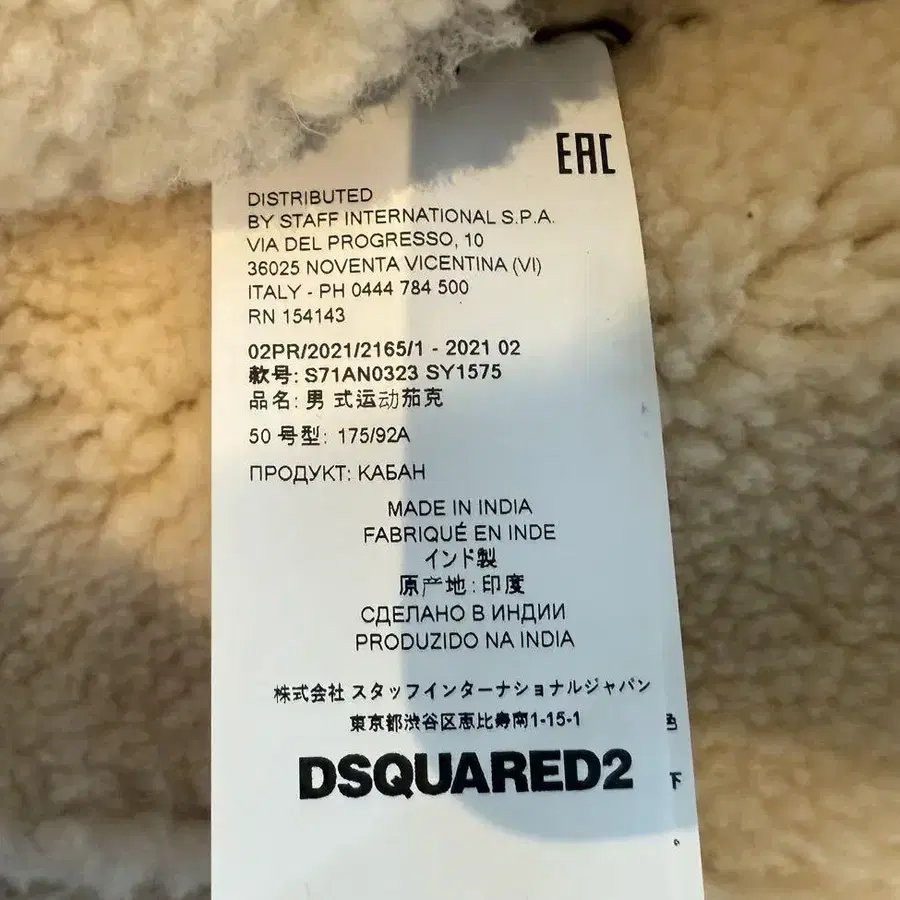 EAC
DISTRIBUTED
BY STAFF INTERNATIONAL S.P.A.
VIA DEL PROGRESSO, 10
36025 NOVENTA VICENTINA (VI)
ITALY - PH 0444 784 500
RN 154143
02PR/2021/2165/1 - 2021 02
款号: S71AN0323 SY1575
品名: 男 式运动茄克
50 号型: 175/92A
ПРОДУКТ: КАБАН
MADE IN INDIA
FABRIQUÉ EN INDE
インド製
原产地: 印度
СДЕЛАНО В ИНДИИ
PRODUZIDO NA INDIA
株式会社 スタッフインターナショナルジャパン
東京都渋谷区恵比寿南1-15-1
DSQUARED2
色
下
。